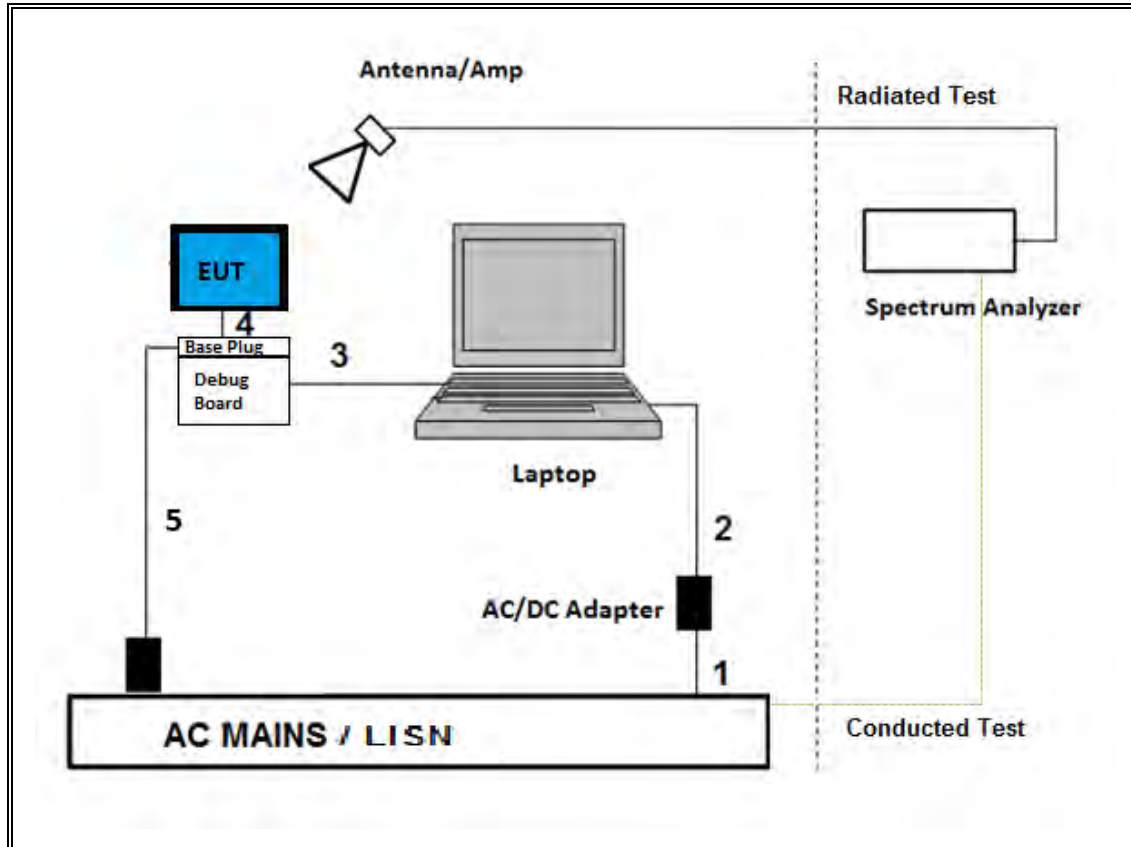 Antenna/Amp
Radiated Test
EUT
4
Base Plug
3
Debug
Board
Spectrum Analyzer
Laptop
5
2
AC/DC Adapter
1
AC MAINS / LISN
Conducted Test